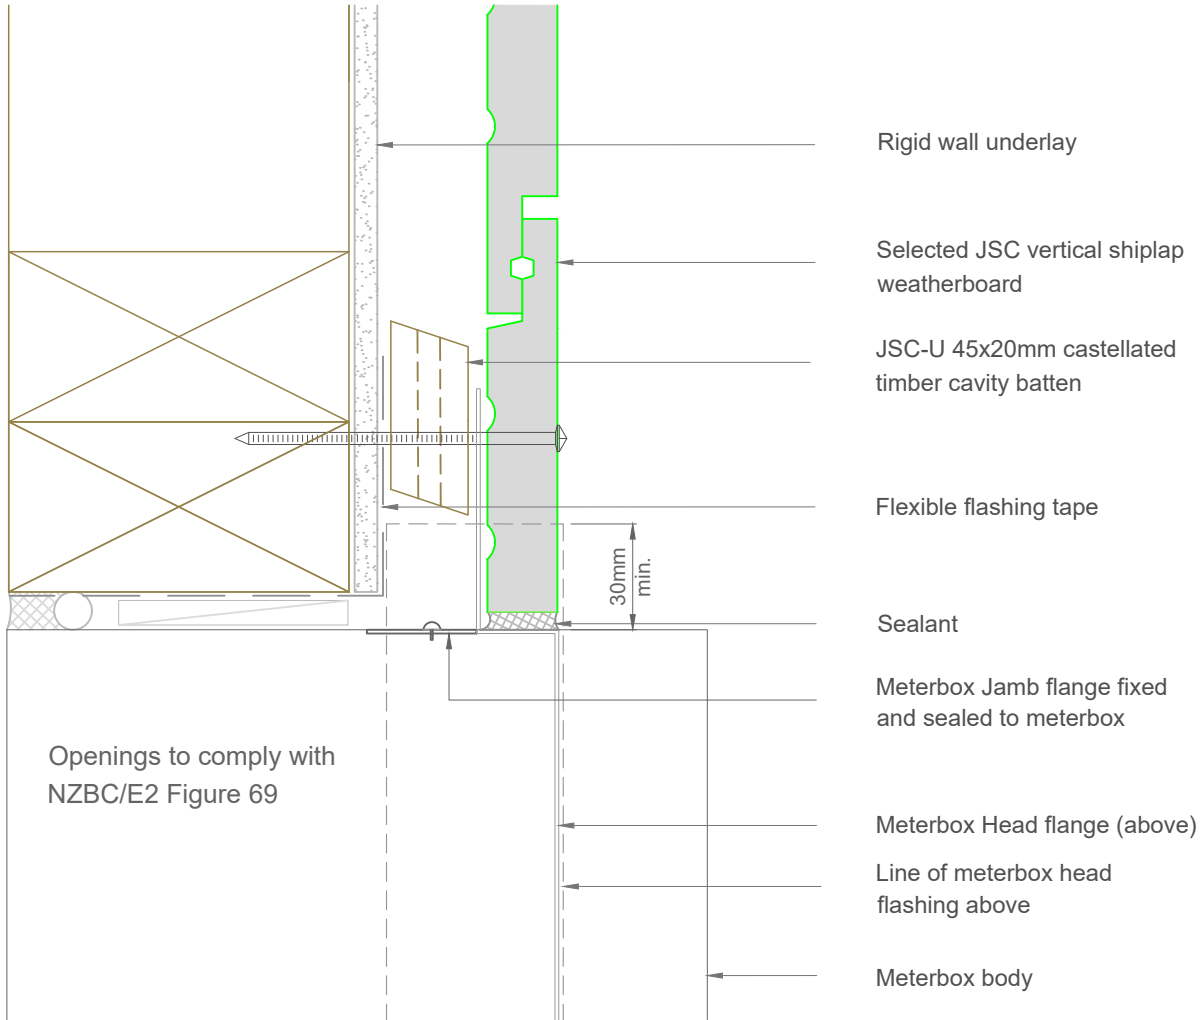 Rigid wall underlay
Selected JSC vertical shiplap
weatherboard
JSC-U 45x20mm castellated
timber cavity batten
Flexible flashing tape
30mm
min.
Sealant
Meterbox Jamb flange fixed
and sealed to meterbox
Openings to comply with
NZBC/E2 Figure 69
Meterbox Head flange (above)
Line of meterbox head
flashing above
Meterbox body